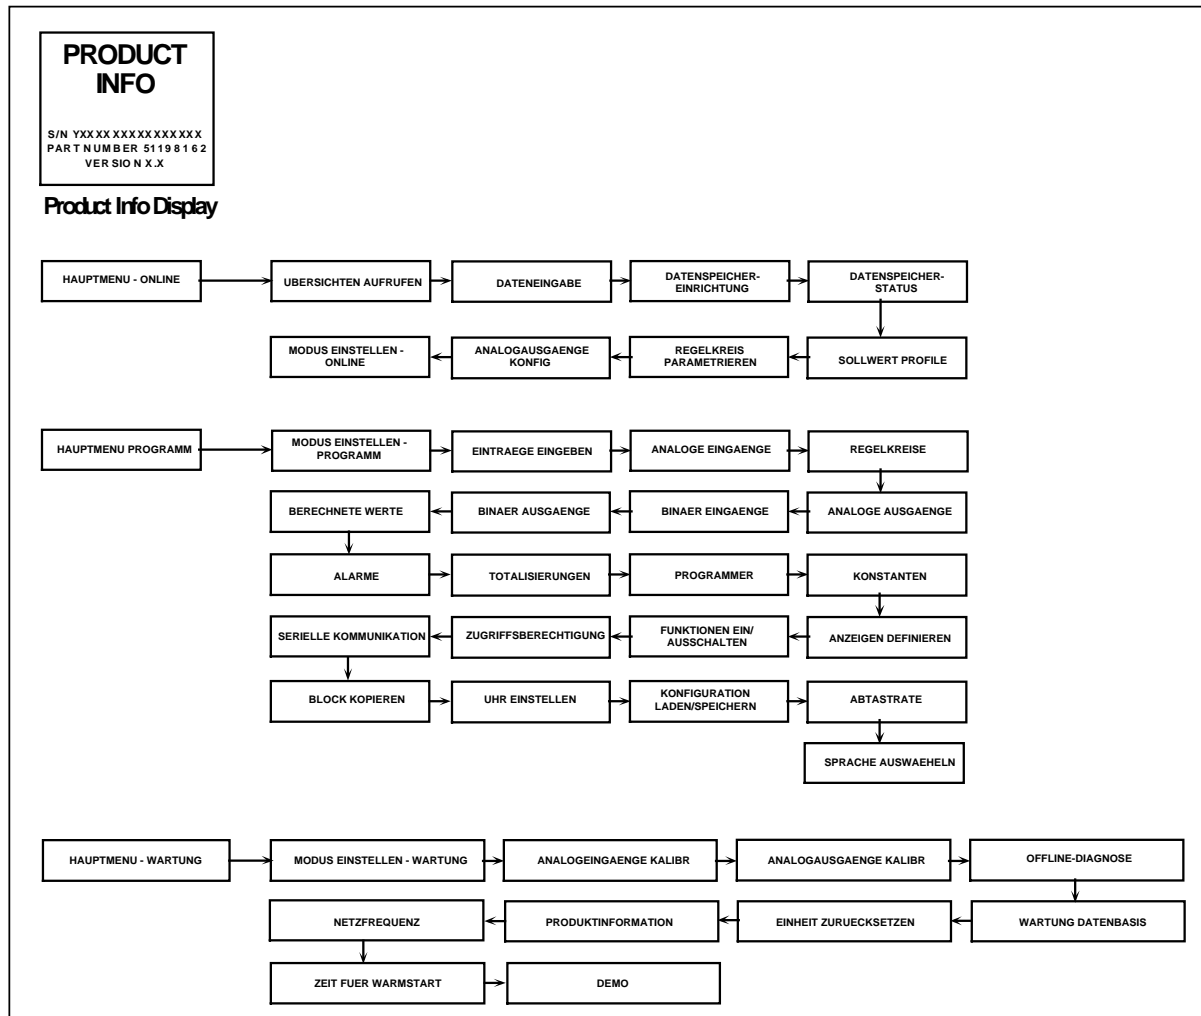 PRODUCT
INFO
S/N YXXXXXXXXXXXXXXXXX
PART NUMBER 51198162
VERSION X.X
Product Info Display
HAUPTMENU - ONLINE
UBERSICHTEN AUFRUFEN
DATENEINGABE
DATENSPEICHER-
EINRICHTUNG
DATENSPEICHER-
STATUS
SOLLWERT PROFILE
REGELKREIS
PARAMETRIEREN
ANALOGAUSGAENGE
KONFIG
MODUS EINSTELLEN -
ONLINE
HAUPTMENU PROGRAMM
MODUS EINSTELLEN -
PROGRAMM
EINTRAEGE EINGEBEN
ANALOGE EINGAENGE
REGELKREISE
ANALOGE AUSGAENGE
BINAER EINGAENGE
BINAER AUSGAENGE
BERECHNETE WERTE
ALARME
TOTALISIERUNGEN
PROGRAMMER
KONSTANTEN
ANZEIGEN DEFINIEREN
FUNKTIONEN EIN/
AUSSCHALTEN
ZUGRIFFSBERECHTIGUNG
SERIELLE KOMMUNIKATION
BLOCK KOPIEREN
UHR EINSTELLEN
KONFIGURATION
LADEN/SPEICHERN
ABTASTRATE
SPRACHE AUSWAEHELN
HAUPTMENU - WARTUNG
MODUS EINSTELLEN - WARTUNG
ANALOGEINGAENGE KALIBR
ANALOGAUSGAENGE KALIBR
OFFLINE-DIAGNOSE
WARTUNG DATENBASIS
EINHEIT ZURUECKSETZEN
PRODUKTINFORMATION
NETZFREQUENZ
ZEIT FUER WARMSTART
DEMO